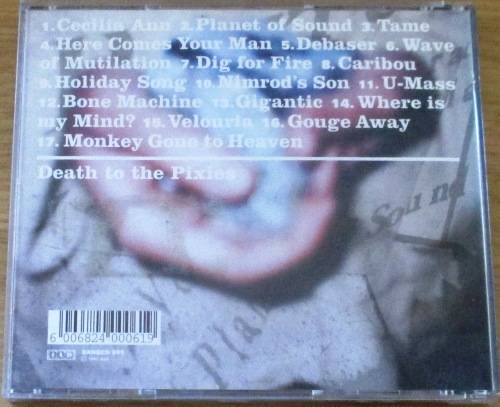 1. Cecilia Ann 2. Planet of Sound 3. Tame
4. Here Comes Your Man 5. Debaser 6. Wave
of Mutilation 7. Dig for Fire 8. Caribou
9. Holiday Song 10. Nimrod's Son 11. U-Mass
12. Bone Machine 13. Gigantic 14. Where is
my Mind? 15. Velouria 16. Gouge Away
17. Monkey Gone to Heaven
Death to the Pixies
Sound
Pla
6 006824 000615